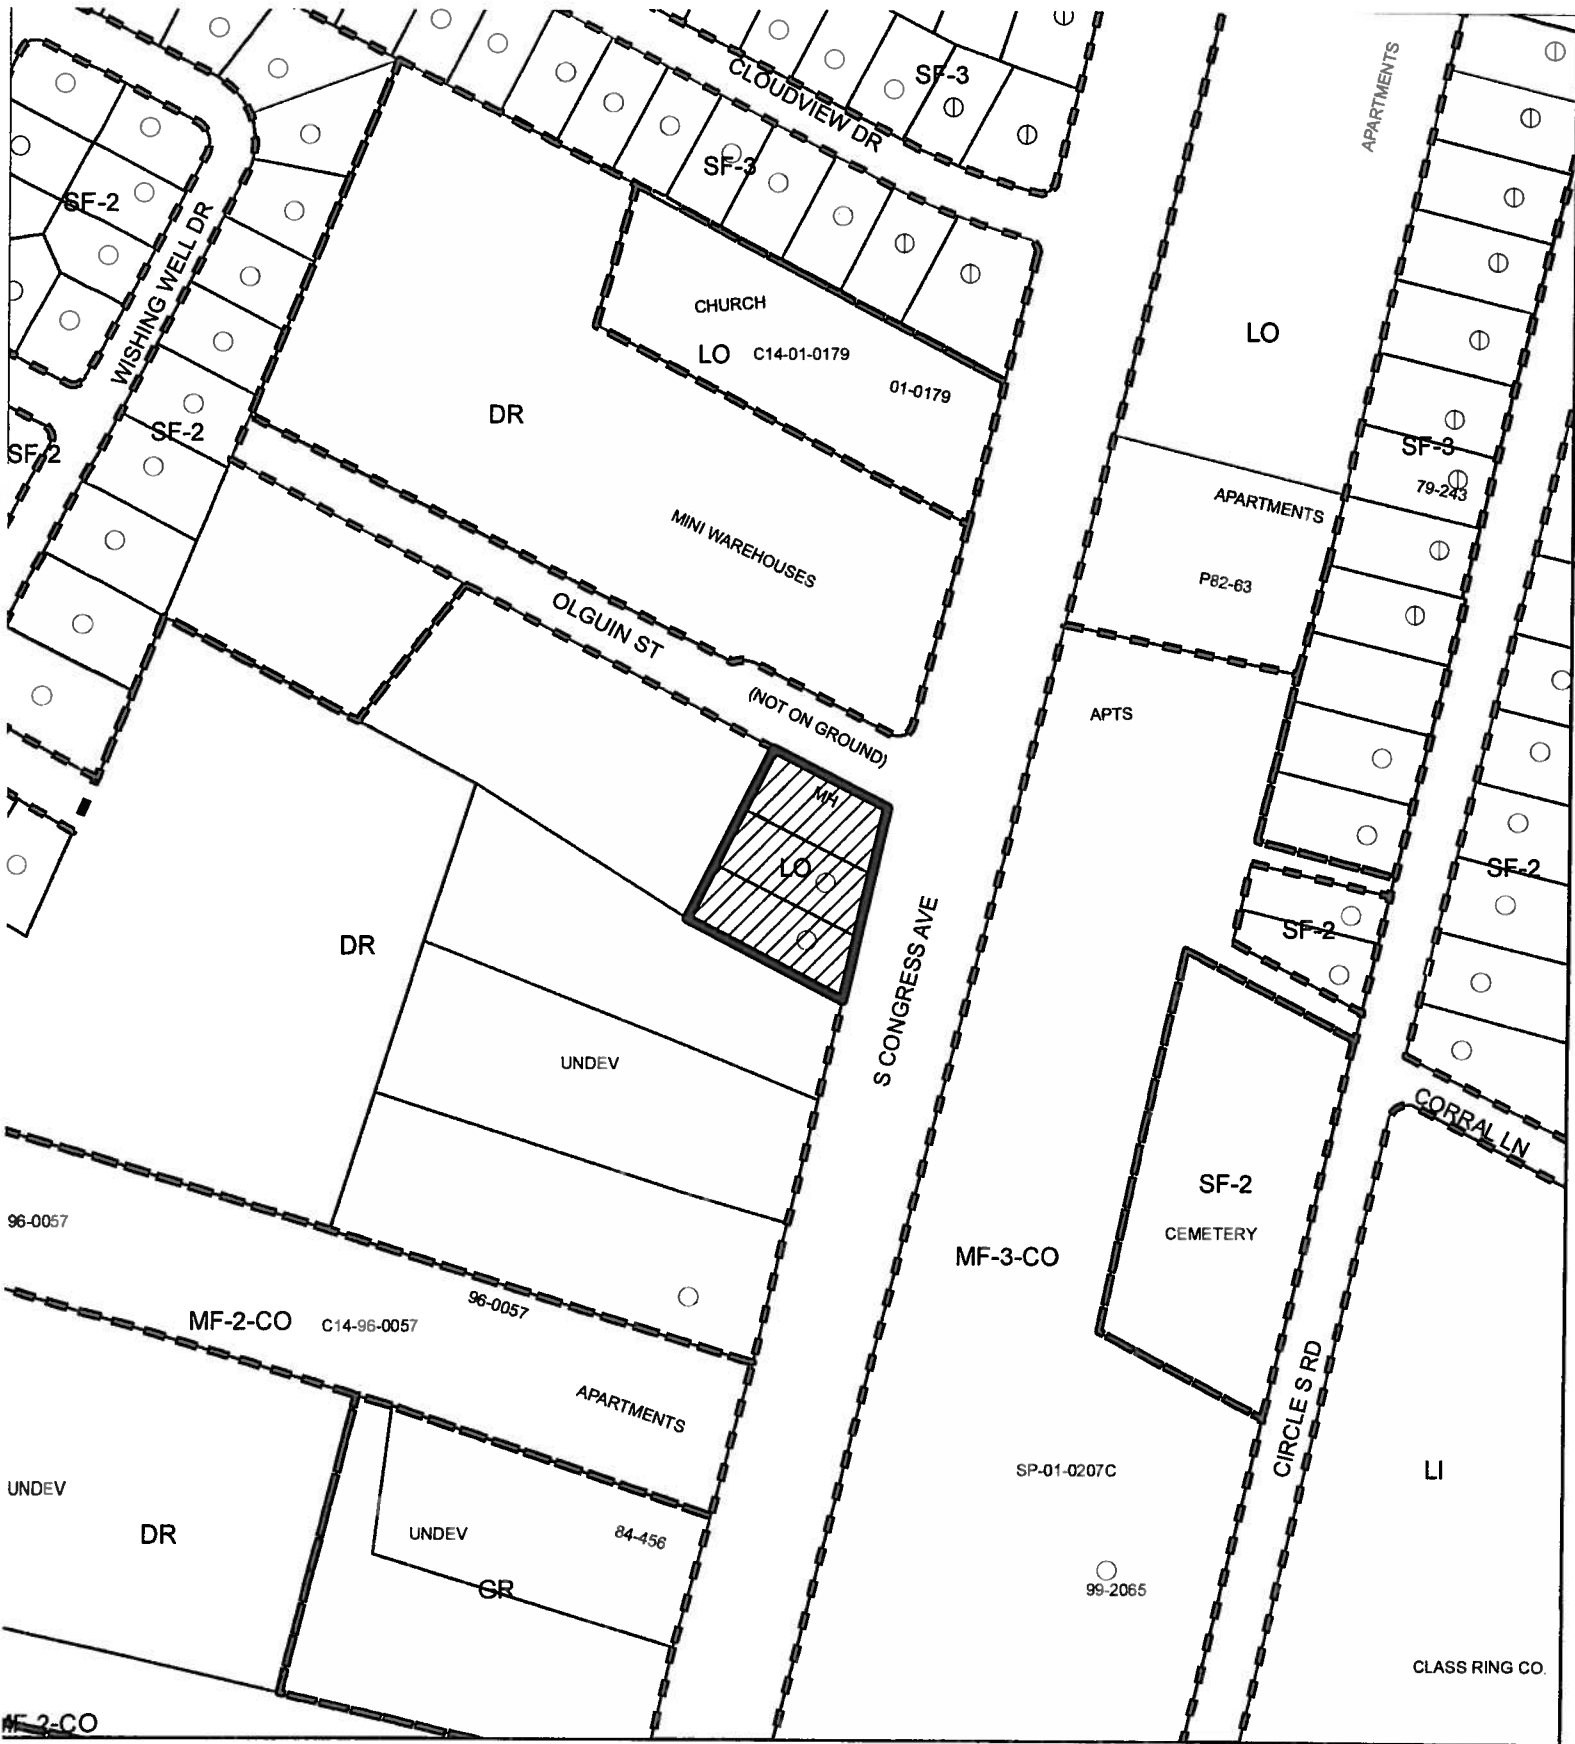 SF-3
CLOUDVIEW DR
APARTMENTS
SF-3
SF-2
WISHING WELL DR
CHURCH
LO
LO C14-01-0179
01-0179
DR
SF-2
SF-2
SF-3
79-243
APARTMENTS
MINI WAREHOUSES
P82-63
OLGUIN ST
(NOT ON GROUND)
APTS
MH
LO
SF-2
SF-2
DR
S CONGRESS AVE
UNDEV
CORRAL LN
SF-2
CEMETERY
96-0057
MF-3-CO
96-0057
MF-2-CO C14-96-0057
APARTMENTS
CIRCLE S RD
SP-01-0207C
LI
UNDEV
DR
UNDEV
84-456
GR
99-2065
CLASS RING CO.
MF-2-CO